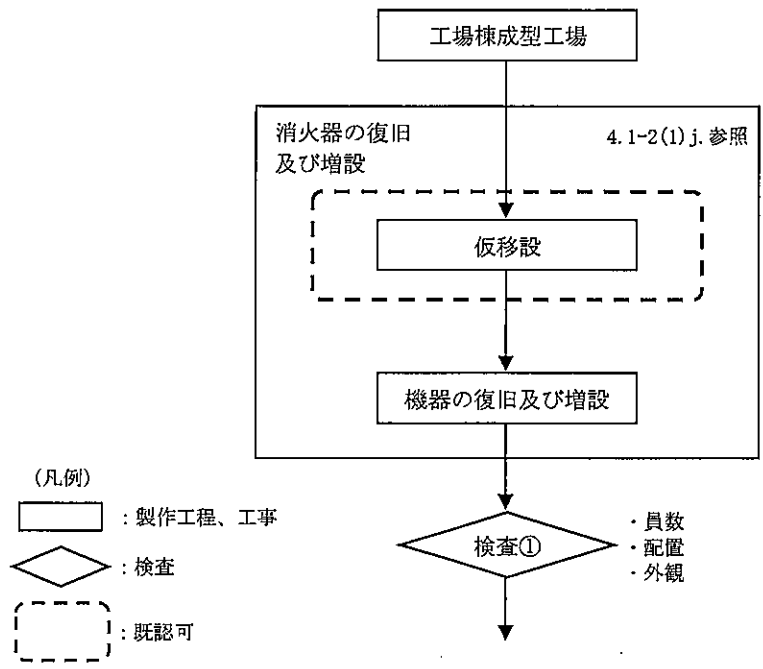 工場棟成型工場
消火器の復旧
及び増設
4.1-2(1)j.参照
仮移設
機器の復旧及び増設
検査①
・員数
・配置
・外観
(凡例)
：製作工程、工事
：検査
：既認可